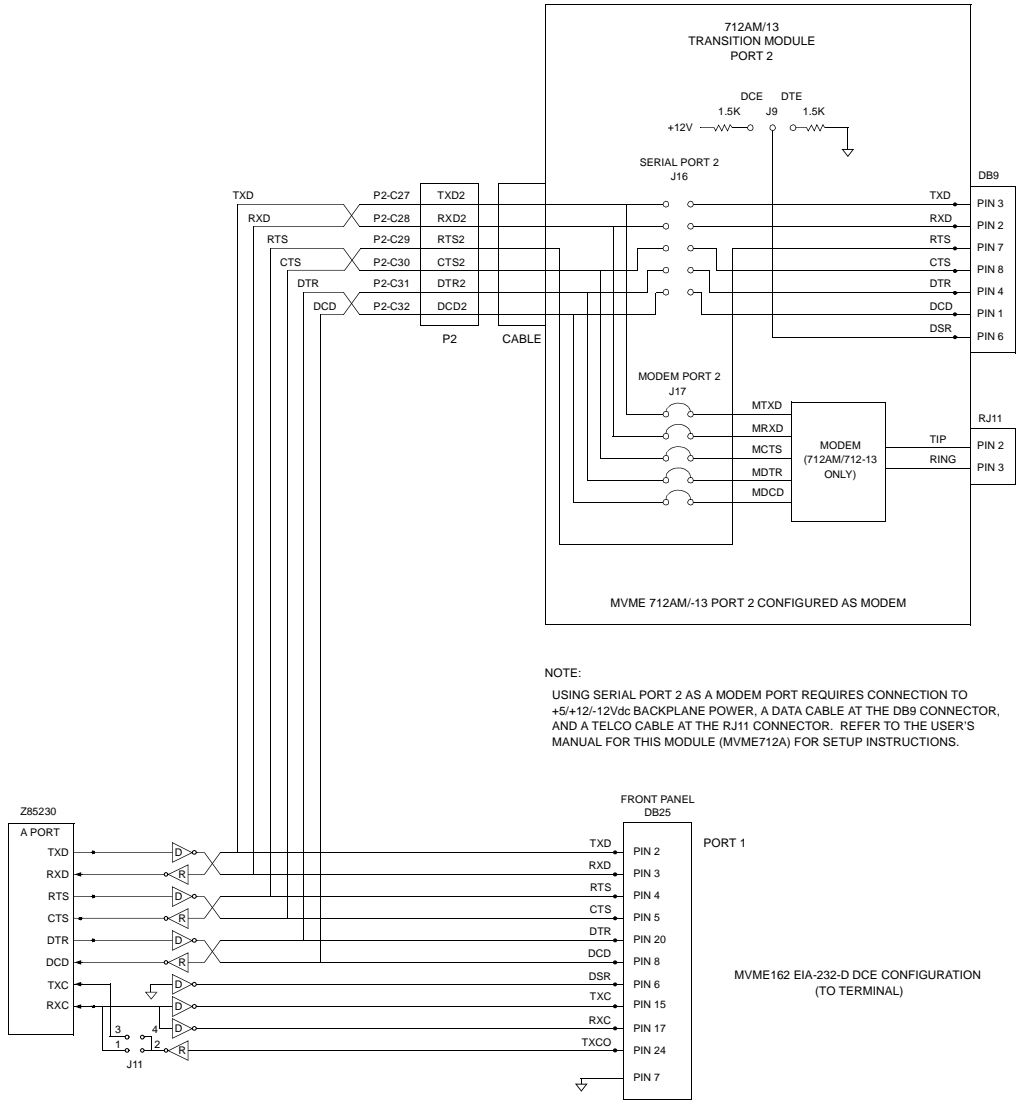 712AM/13
TRANSITION MODULE
PORT 2
DCE DTE
1.5K J9 1.5K
+12V
SERIAL PORT 2
J16
DB9
TXD P2-C27 TXD2 TXD PIN 3
RXD P2-C28 RXD2 RXD PIN 2
RTS P2-C29 RTS2 RTS PIN 7
CTS P2-C30 CTS2 CTS PIN 8
DTR P2-C31 DTR2 DTR PIN 4
DCD P2-C32 DCD2 DCD PIN 1
DSR PIN 6
P2 CABLE
MODEM PORT 2
J17
MTXD
MRXD
MCTS
MDTR
MDCD
MODEM
(712AM/712-13
ONLY)
RJ11
TIP PIN 2
RING PIN 3
MVME 712AM/-13 PORT 2 CONFIGURED AS MODEM
NOTE:
USING SERIAL PORT 2 AS A MODEM PORT REQUIRES CONNECTION TO
+5/+12/-12Vdc BACKPLANE POWER, A DATA CABLE AT THE DB9 CONNECTOR,
AND A TELCO CABLE AT THE RJ11 CONNECTOR. REFER TO THE USER'S
MANUAL FOR THIS MODULE (MVME712A) FOR SETUP INSTRUCTIONS.
FRONT PANEL
DB25
PORT 1
Z85230
A PORT
TXD D TXD PIN 2
RXD R RXD PIN 3
RTS D RTS PIN 4
CTS R CTS PIN 5
DTR D DTR PIN 20
DCD R DCD PIN 8
TXC D DSR PIN 6
RXC D TXC PIN 15
3 4 D RXC PIN 17
1 2 R TXCO PIN 24
J11
PIN 7
MVME162 EIA-232-D DCE CONFIGURATION
(TO TERMINAL)